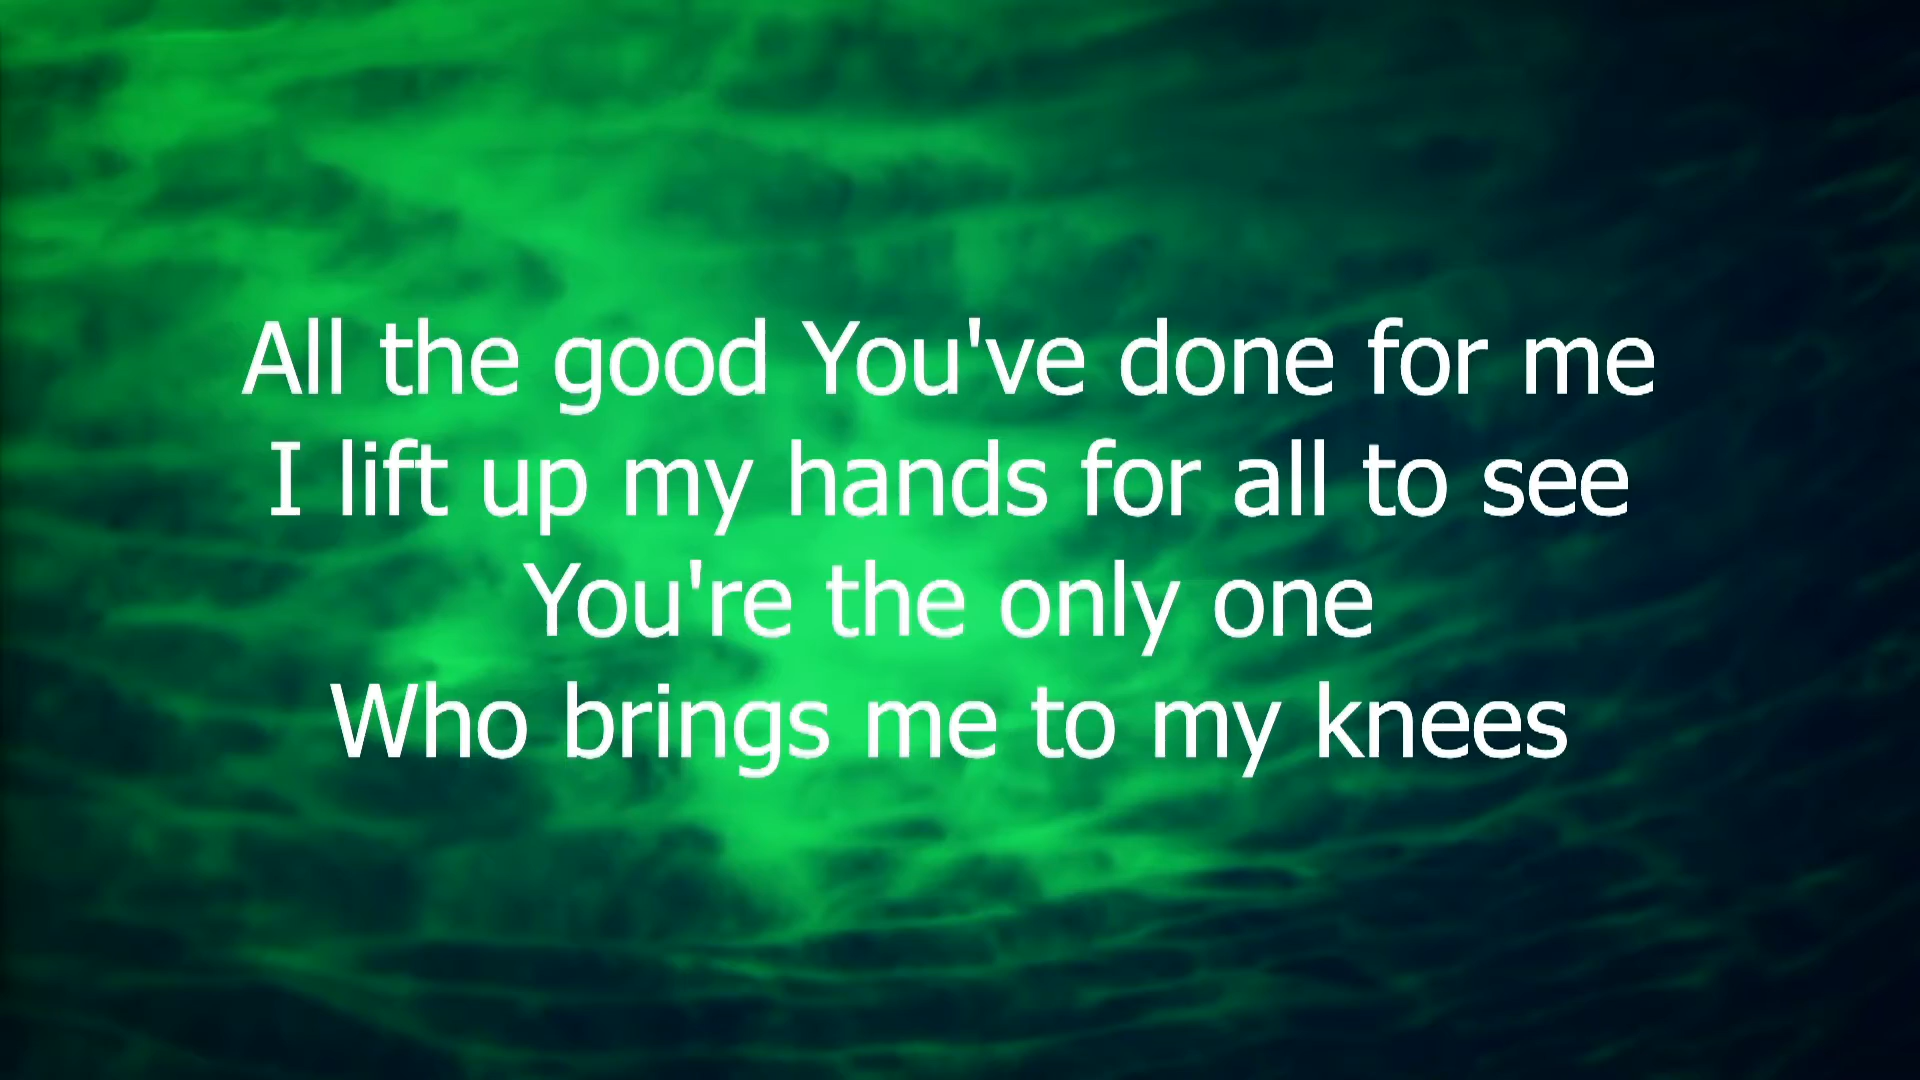 All the good You've done for me
I lift up my hands for all to see
You're the only one
Who brings me to my knees